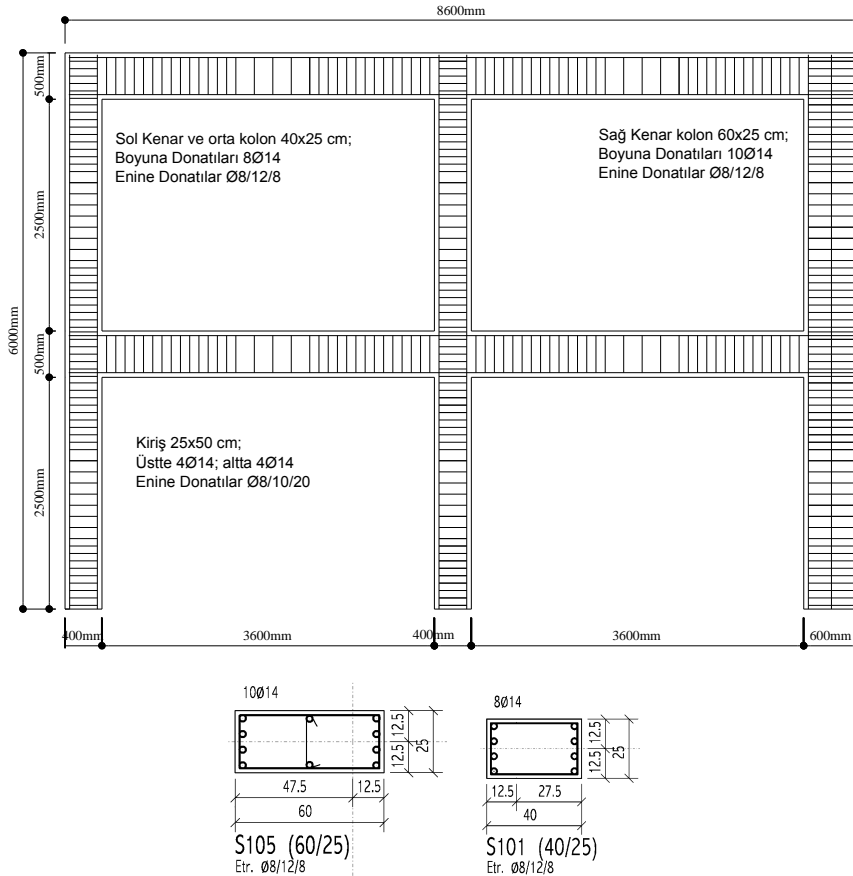 8600mm
500mm
2500mm
500mm
2500mm
6000mm
Sol Kenar ve orta kolon 40x25 cm;
Boyuna Donatıları 8Ø14
Enine Donatılar Ø8/12/8
Sağ Kenar kolon 60x25 cm;
Boyuna Donatıları 10Ø14
Enine Donatılar Ø8/12/8
Kiriş 25x50 cm;
Üstte 4Ø14; altta 4Ø14
Enine Donatılar Ø8/10/20
400mm 3600mm 400mm 3600mm 600mm
10Ø14
12.5
12.5
25
47.5 12.5
60
S105 (60/25)
Etr. Ø8/12/8
8Ø14
12.5
12.5
25
12.5 27.5
40
S101 (40/25)
Etr. Ø8/12/8